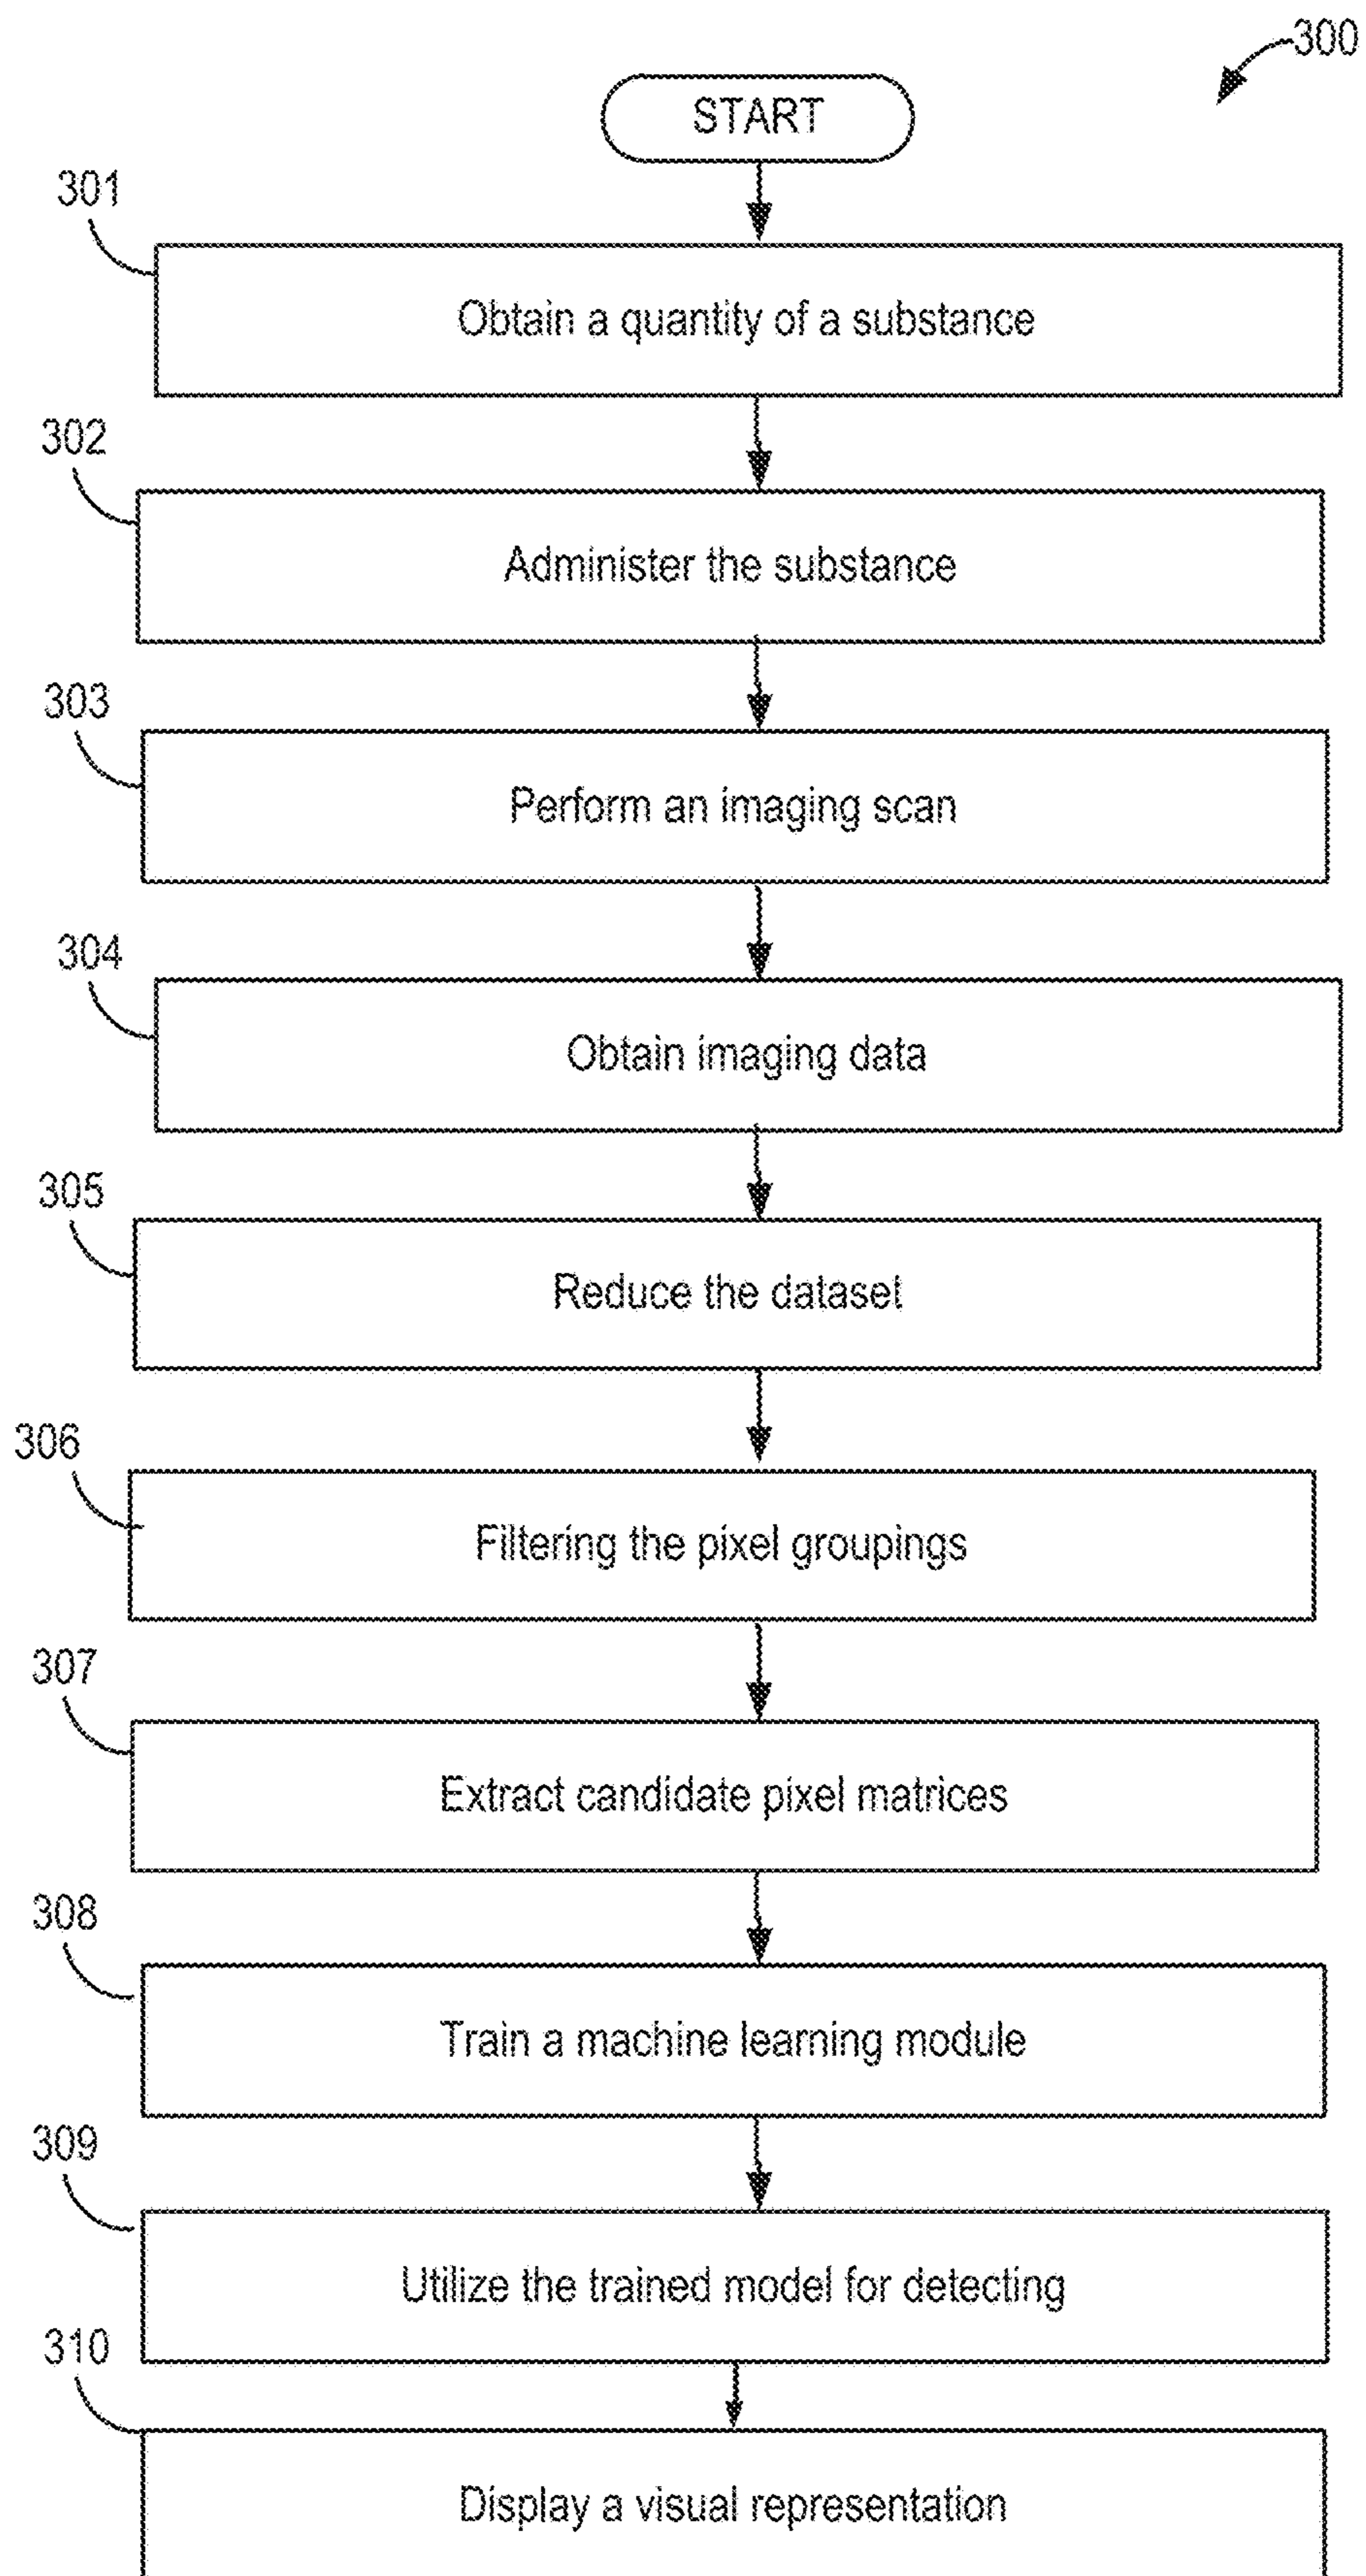 300
START
301
Obtain a quantity of a substance
302
Administer the substance
303
Perform an imaging scan
304
Obtain imaging data
305
Reduce the dataset
306
Filtering the pixel groupings
307
Extract candidate pixel matrices
308
Train a machine learning module
309
Utilize the trained model for detecting
310
Display a visual representation